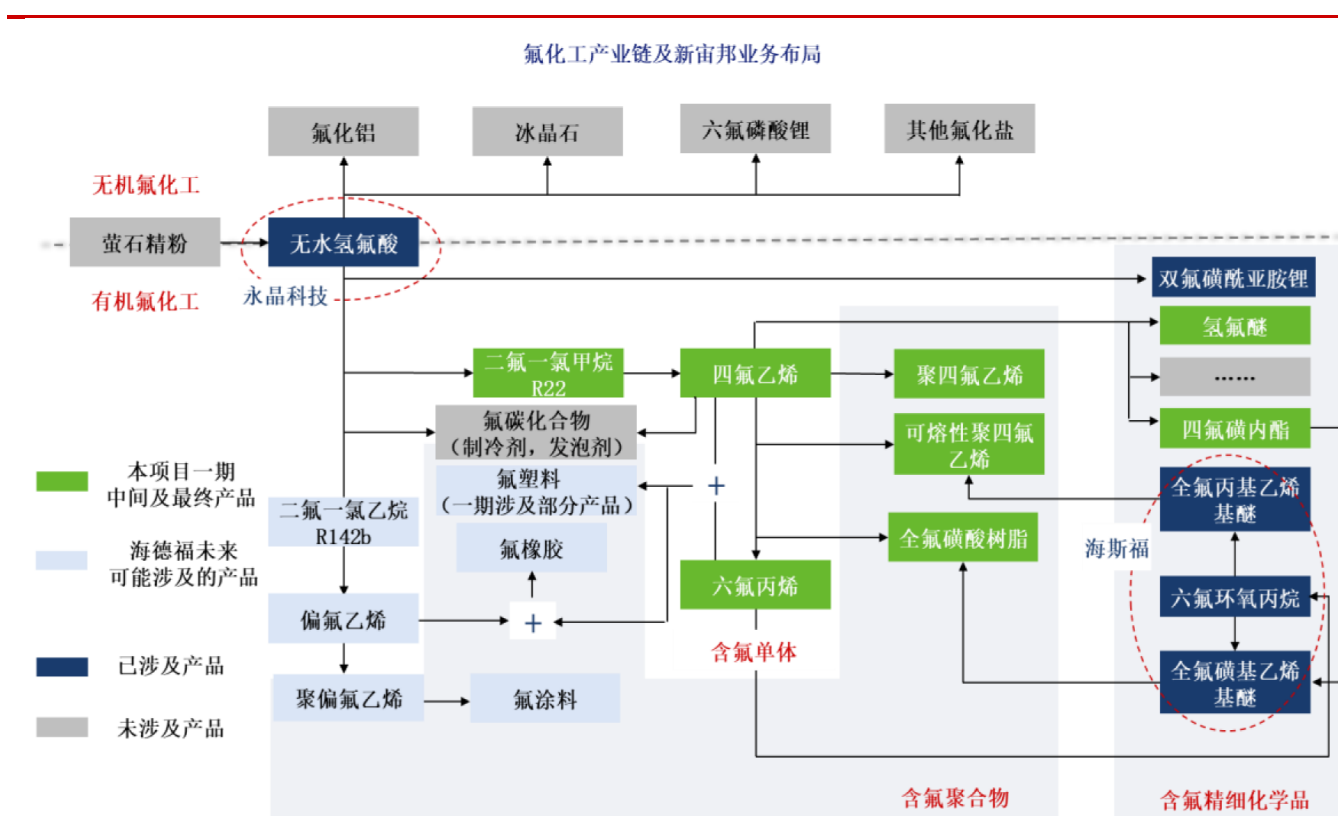 氟化工产业链及新宙邦业务布局
氟化铝
冰晶石
六氟磷酸锂
其他氟化盐
无机氟化工
萤石精粉
无水氢氟酸
有机氟化工
永晶科技
双氟磺酰亚胺锂
氢氟醚
二氟一氯甲烷
R22
四氟乙烯
聚四氟乙烯
……
氟碳化合物
（制冷剂，发泡剂）
可熔性聚四氟
乙烯
四氟磺内酯
本项目一期
中间及最终产品
氟塑料
（一期涉及部分产品）
+
全氟丙基乙烯
基醚
二氟一氯乙烷
R142b
氟橡胶
全氟磺酸树脂
海斯福
海德福未来
可能涉及的产品
六氟丙烯
六氟环氧丙烷
偏氟乙烯
+
含氟单体
已涉及产品
聚偏氟乙烯
氟涂料
全氟磺基乙烯
基醚
未涉及产品
含氟聚合物
含氟精细化学品